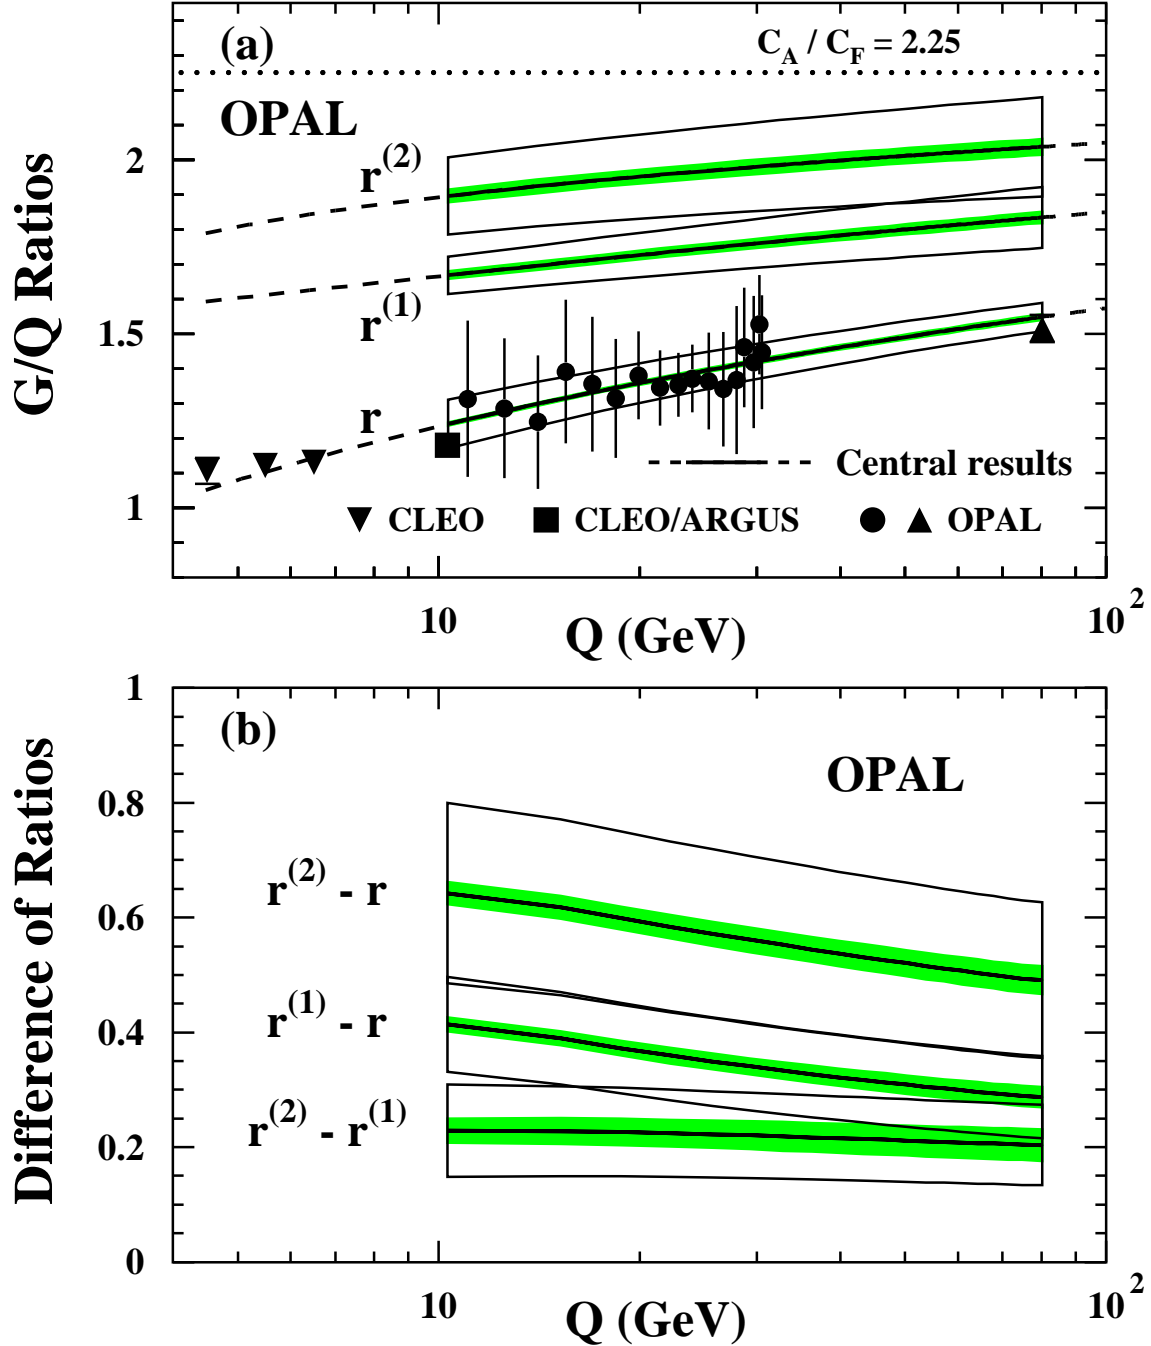 (a)
C_A / C_F = 2.25
OPAL
G/Q Ratios
2
1.5
1
r^(2)
r^(1)
r
Central results
CLEO
CLEO/ARGUS
OPAL
10
10^2
Q (GeV)
(b)
OPAL
Difference of Ratios
1
0.8
0.6
0.4
0.2
0
r^(2) - r
r^(1) - r
r^(2) - r^(1)
10
10^2
Q (GeV)